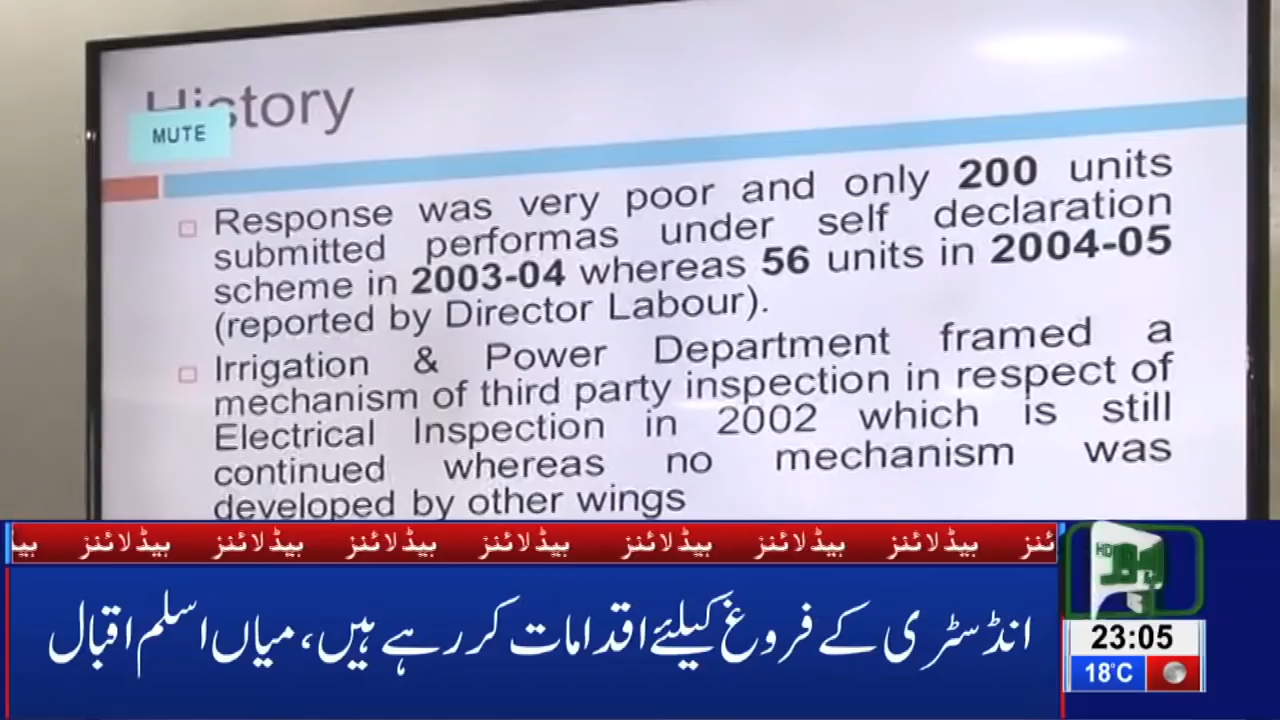 History
MUTE
Response was very poor and only 200 units
submitted performas under self declaration
scheme in 2003-04 whereas 56 units in 2004-05
(reported by Director Labour).
Irrigation & Power Department framed a
mechanism of third party inspection in respect of
Electrical Inspection in 2002 which is still
continued whereas no mechanism was
developed by other wings
ہیڈلائنز ہیڈلائنز ہیڈلائنز ہیڈلائنز ہیڈلائنز ہیڈلائنز ہیڈلائنز
انڈسٹری کے فروغ کیلئے اقدامات کر رہے ہیں، میاں اسلم اقبال
HD
23:05
18°C